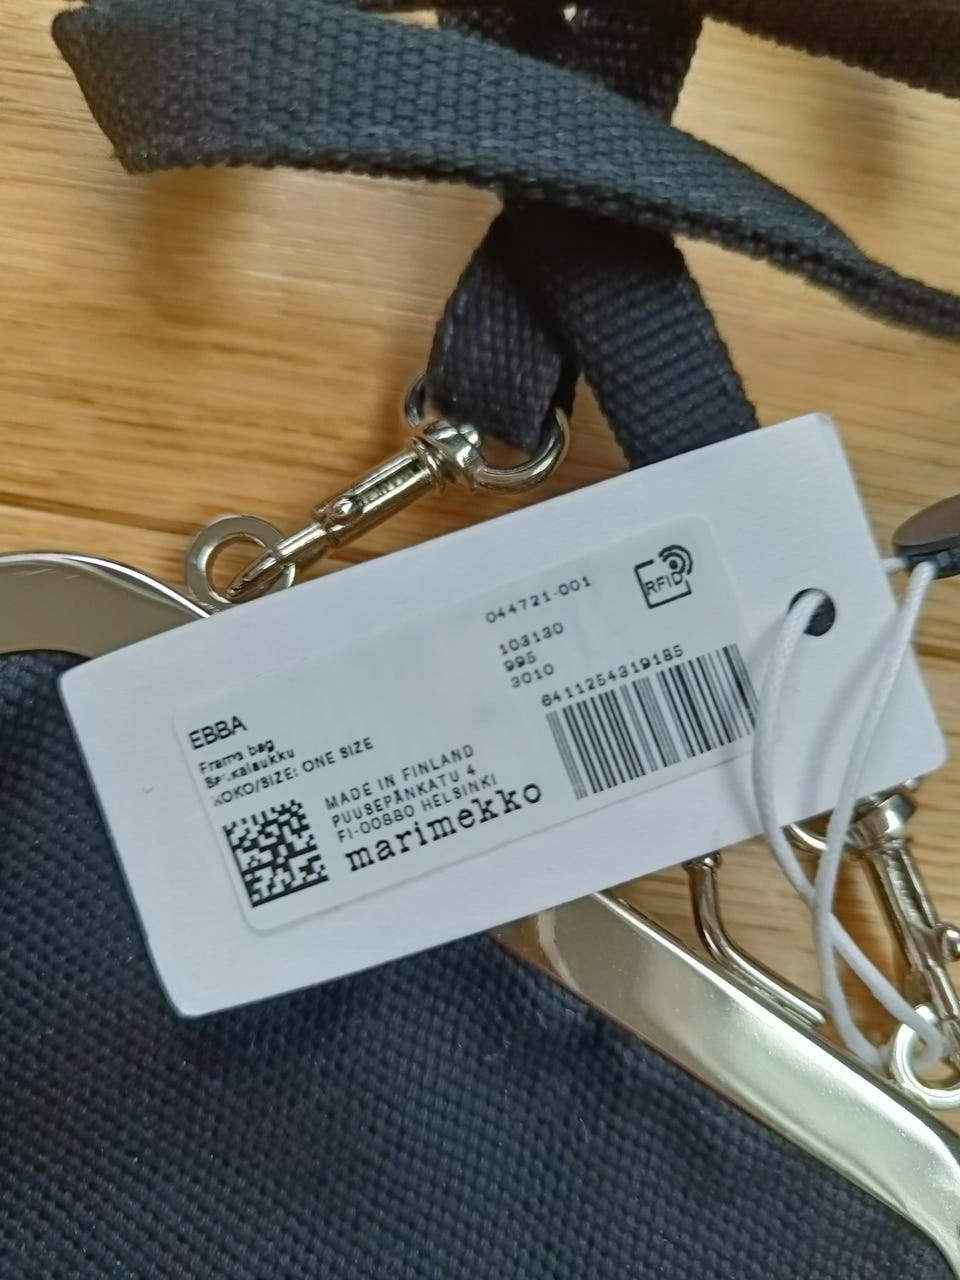 044721-001
RFID
103130
995
3010
6411254319185
EBBA
Frame bag
KOKO/SIZE: ONE SIZE
MADE IN FINLAND
PUUSEPÄNKATU 4
FI-00880 HELSINKI
marimekko